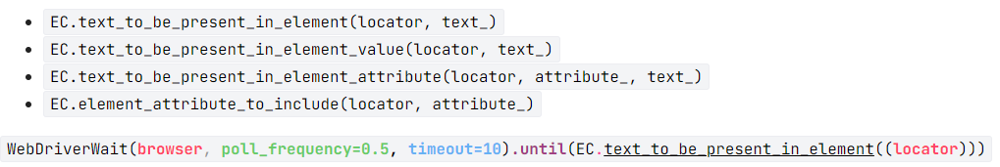 EC.text_to_be_present_in_element(locator, text_)
EC.text_to_be_present_in_element_value(locator, text_)
EC.text_to_be_present_in_element_attribute(locator, attribute_, text_)
EC.element_attribute_to_include(locator, attribute_)
WebDriverWait(browser, poll_frequency=0.5, timeout=10).until(EC.text_to_be_present_in_element((locator)))